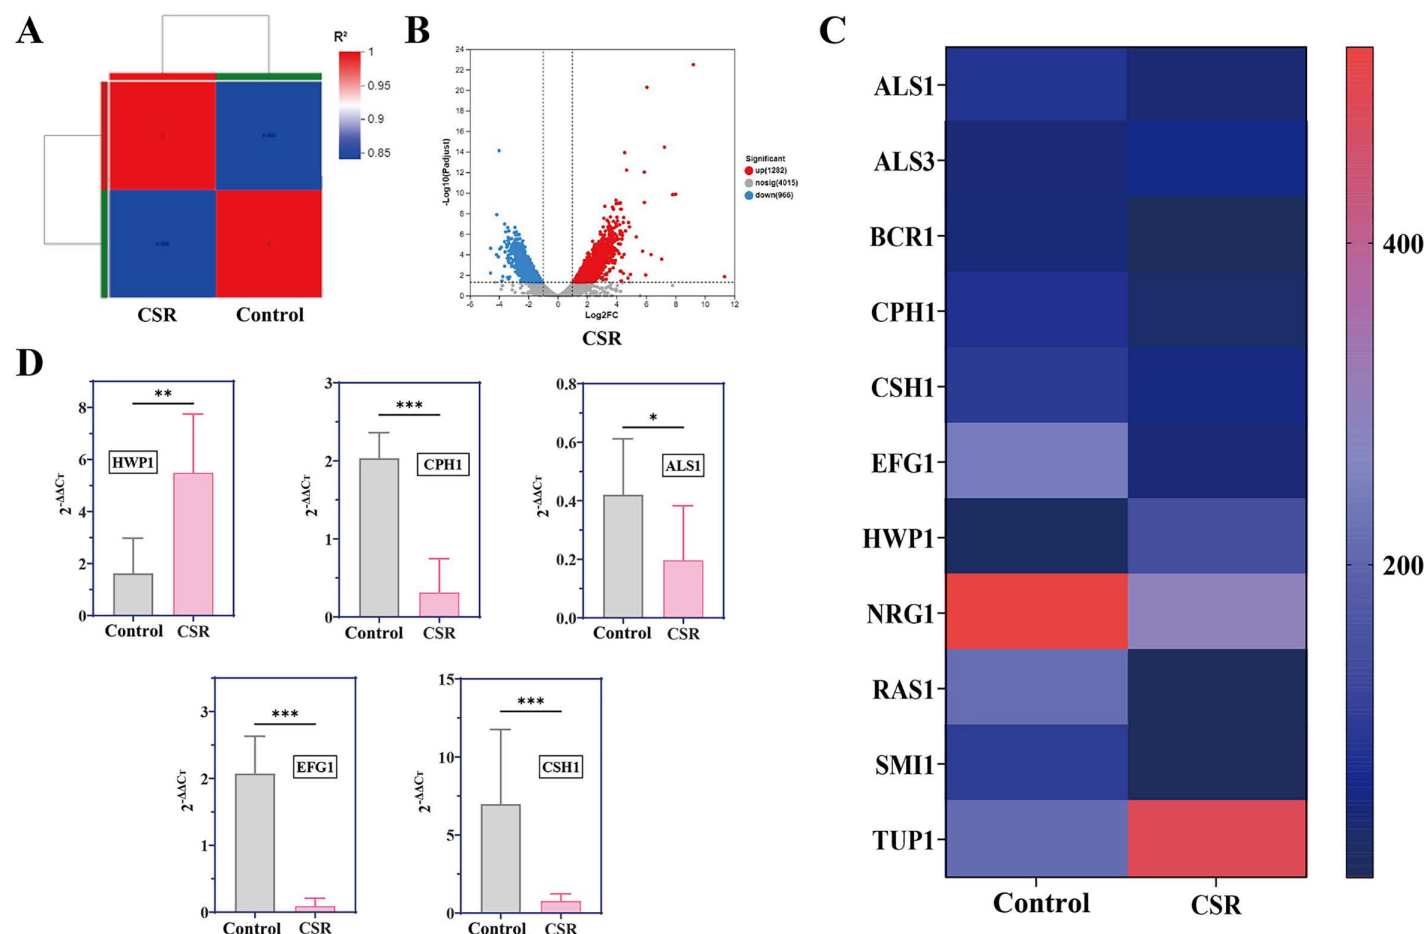 A
R²
1
0.95
0.9
0.85
1
1
CSR
Control
B
24
22
20
18
16
14
12
10
8
6
4
2
0
-Log10(Padjust)
-6
-4
-2
0
2
4
6
8
10
12
Log2FC
CSR
Significant
up(1282)
nosig(4015)
down(966)
C
ALS1
ALS3
BCR1
CPH1
CSH1
EFG1
HWP1
NRG1
RAS1
SMI1
TUP1
Control
CSR
400
200
D
8
6
4
2
0
2^-ΔΔCT
**
HWP1
Control
CSR
3
2
1
0
2^-ΔΔCT
***
CPH1
Control
CSR
0.8
0.6
0.4
0.2
0.0
2^-ΔΔCT
*
ALS1
Control
CSR
3
2
1
0
2^-ΔΔCT
***
EFG1
Control
CSR
15
10
5
0
2^-ΔΔCT
***
CSH1
Control
CSR